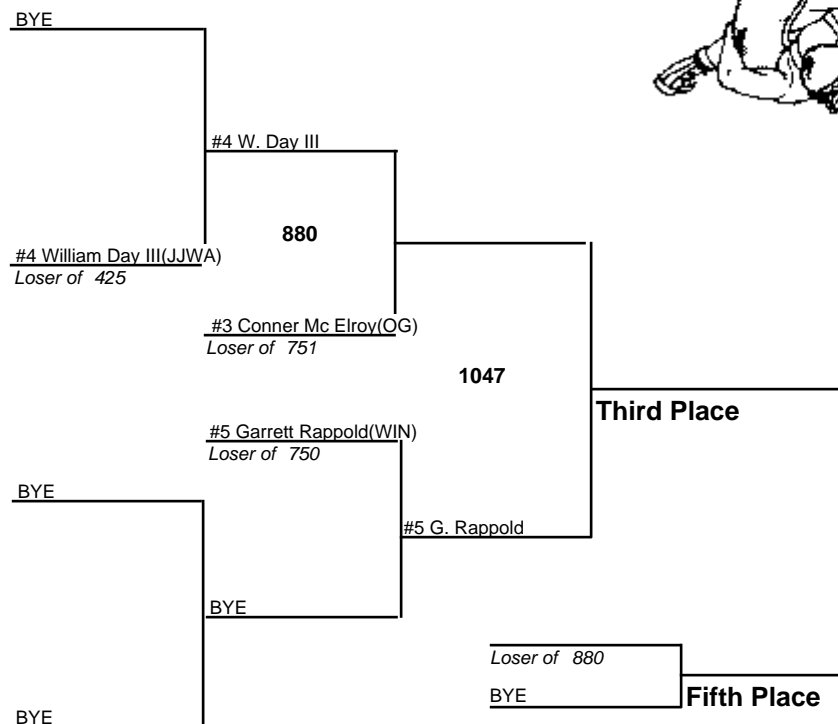 BYE
#4 W. Day III
880
#4 William Day III(JJWA)
Loser of 425
#3 Conner Mc Elroy(OG)
Loser of 751
1047
Third Place
#5 Garrett Rappold(WIN)
Loser of 750
BYE
#5 G. Rappold
BYE
Loser of 880
BYE
Fifth Place
BYE